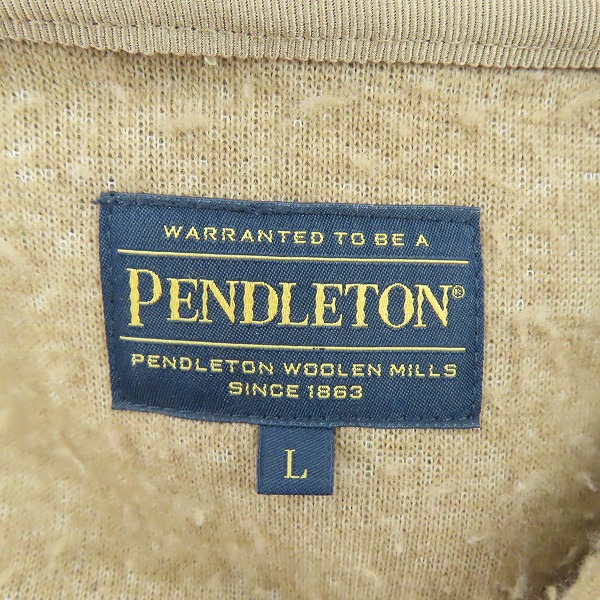 WARRANTED TO BE A
PENDLETON®
PENDLETON WOOLEN MILLS
SINCE 1863
L